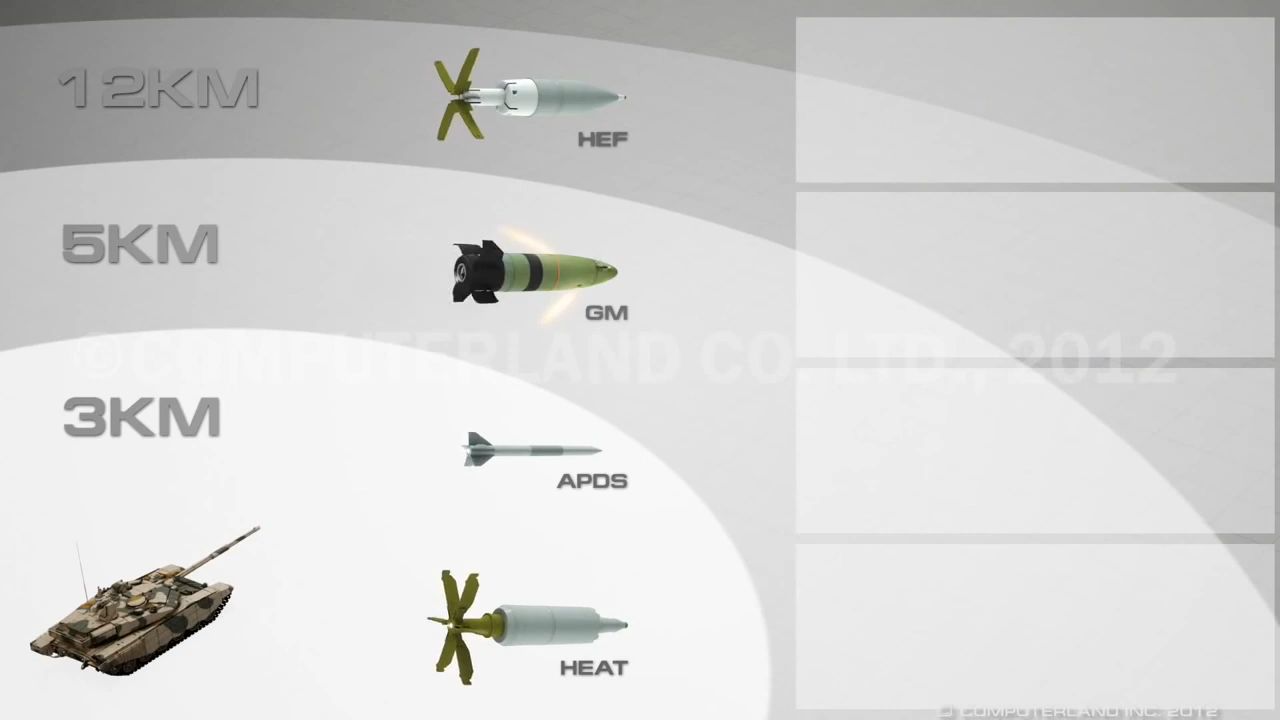 12KM
HEF
5KM
GM
©COMPUTERLAND CO. LTD., 2012
3KM
APDS
HEAT
COMPUTERLAND INC. 2012